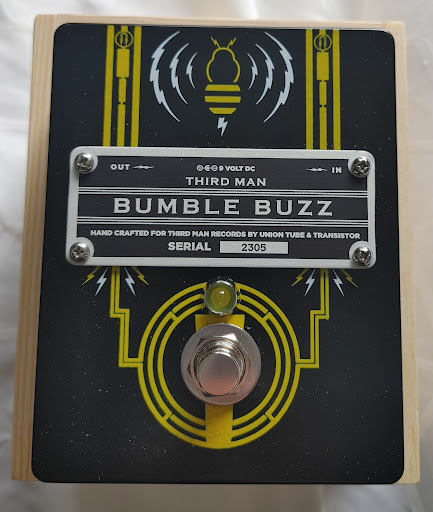 OUT 9 VOLT DC IN
THIRD MAN
BUMBLE BUZZ
HAND CRAFTED FOR THIRD MAN RECORDS BY UNION TUBE & TRANSISTOR
SERIAL 2305